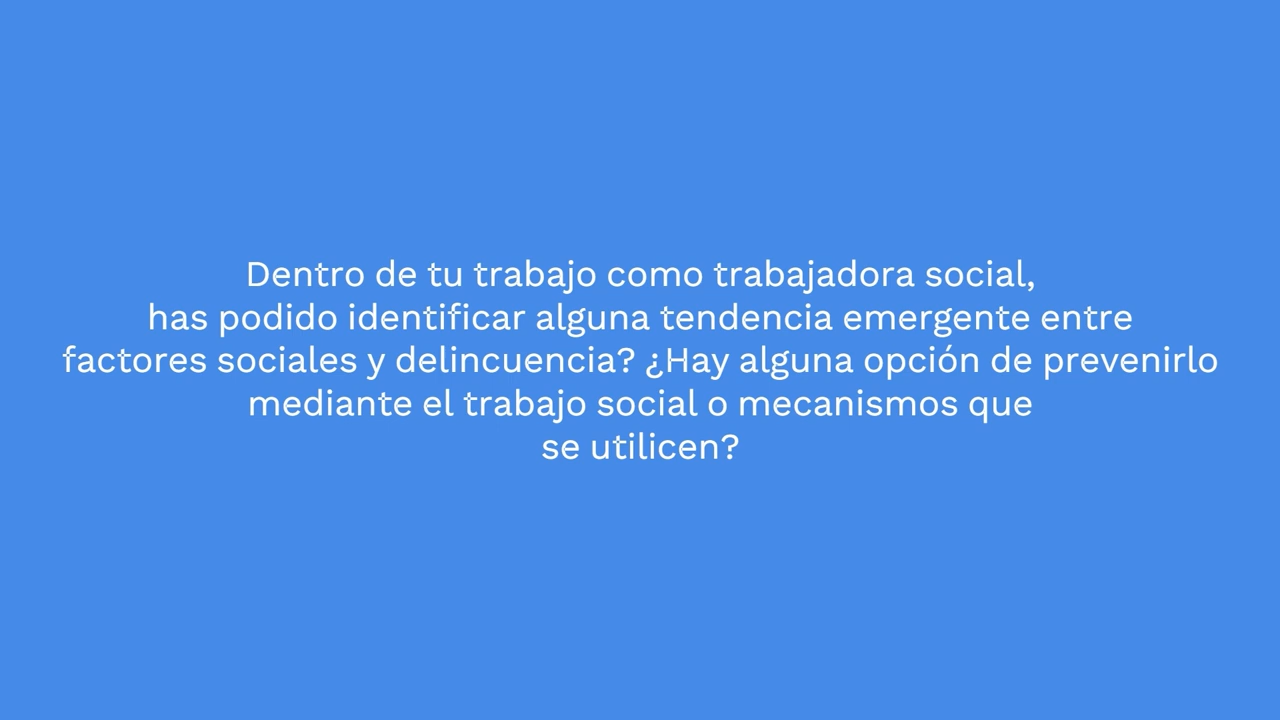 Dentro de tu trabajo como trabajadora social,
has podido identificar alguna tendencia emergente entre
factores sociales y delincuencia? ¿Hay alguna opción de prevenirlo
mediante el trabajo social o mecanismos que
se utilicen?